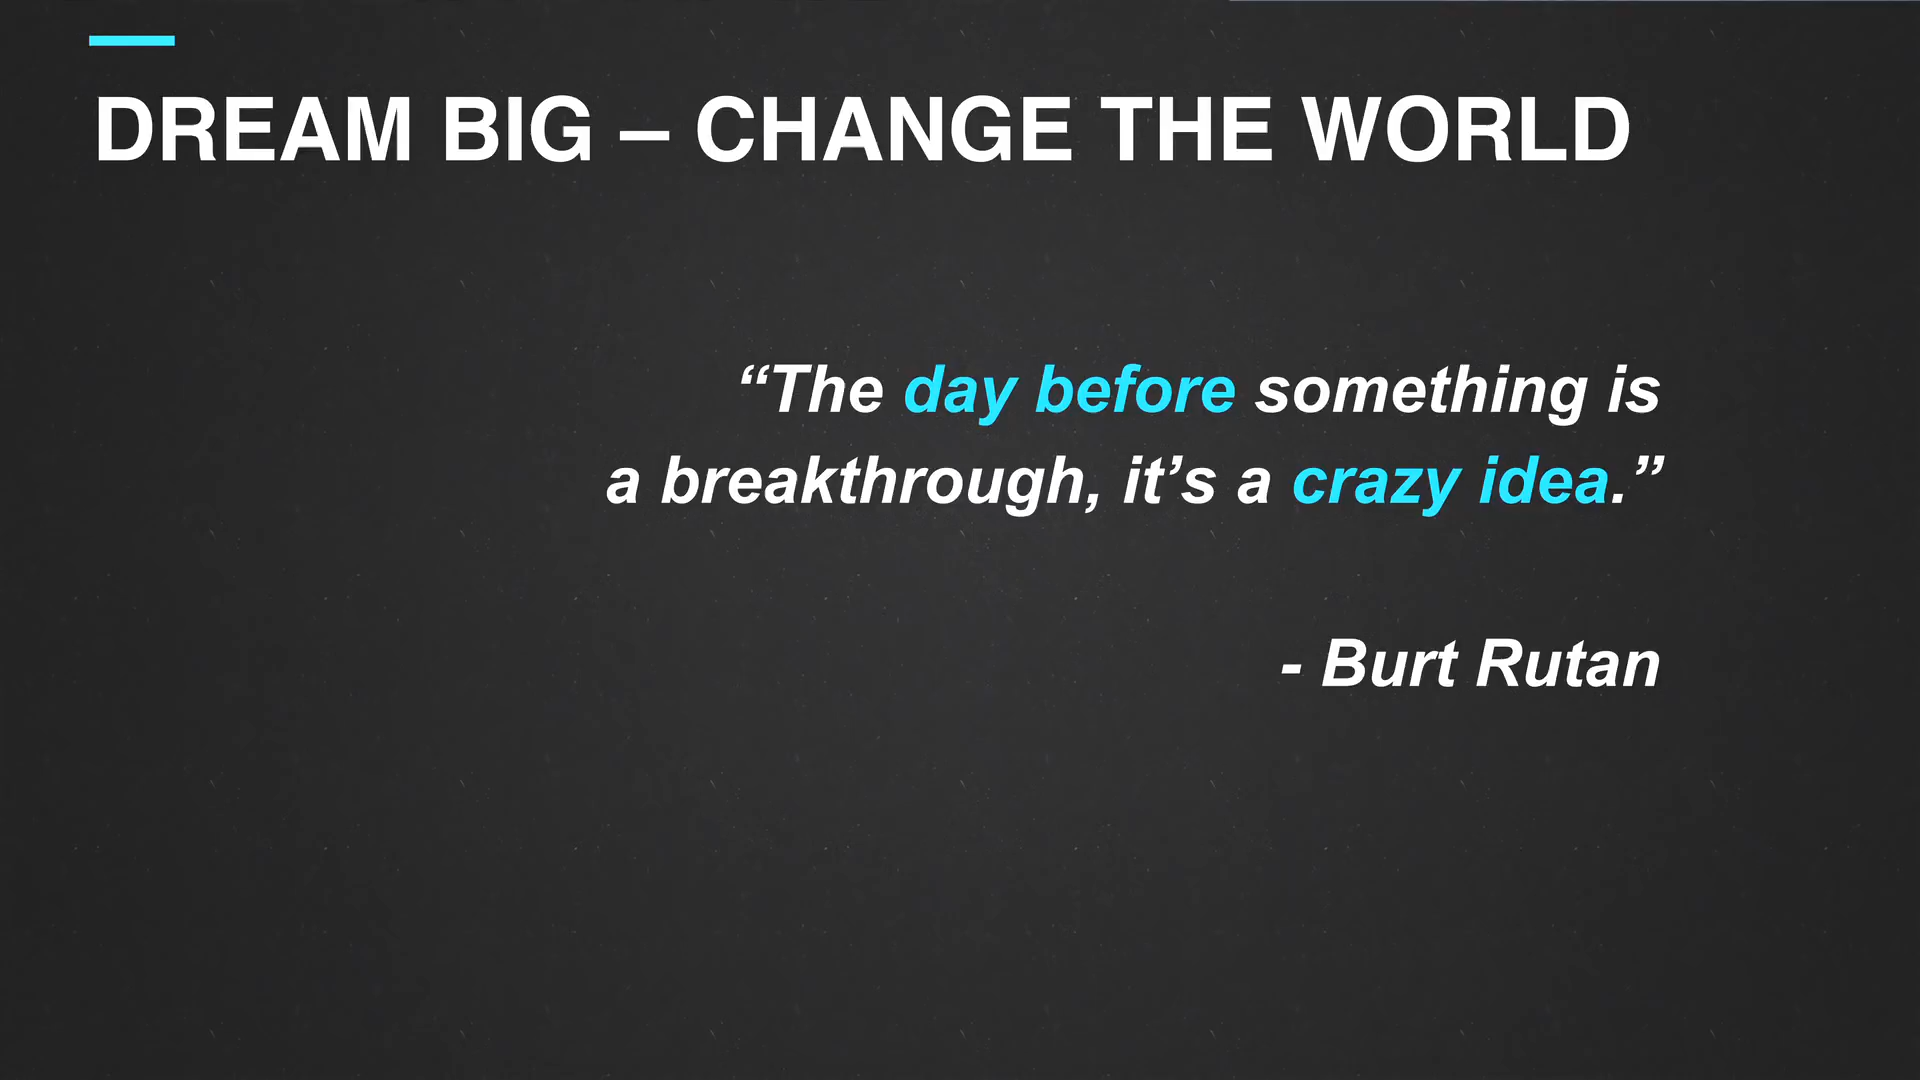 DREAM BIG – CHANGE THE WORLD
“The day before something is
a breakthrough, it’s a crazy idea.”
- Burt Rutan